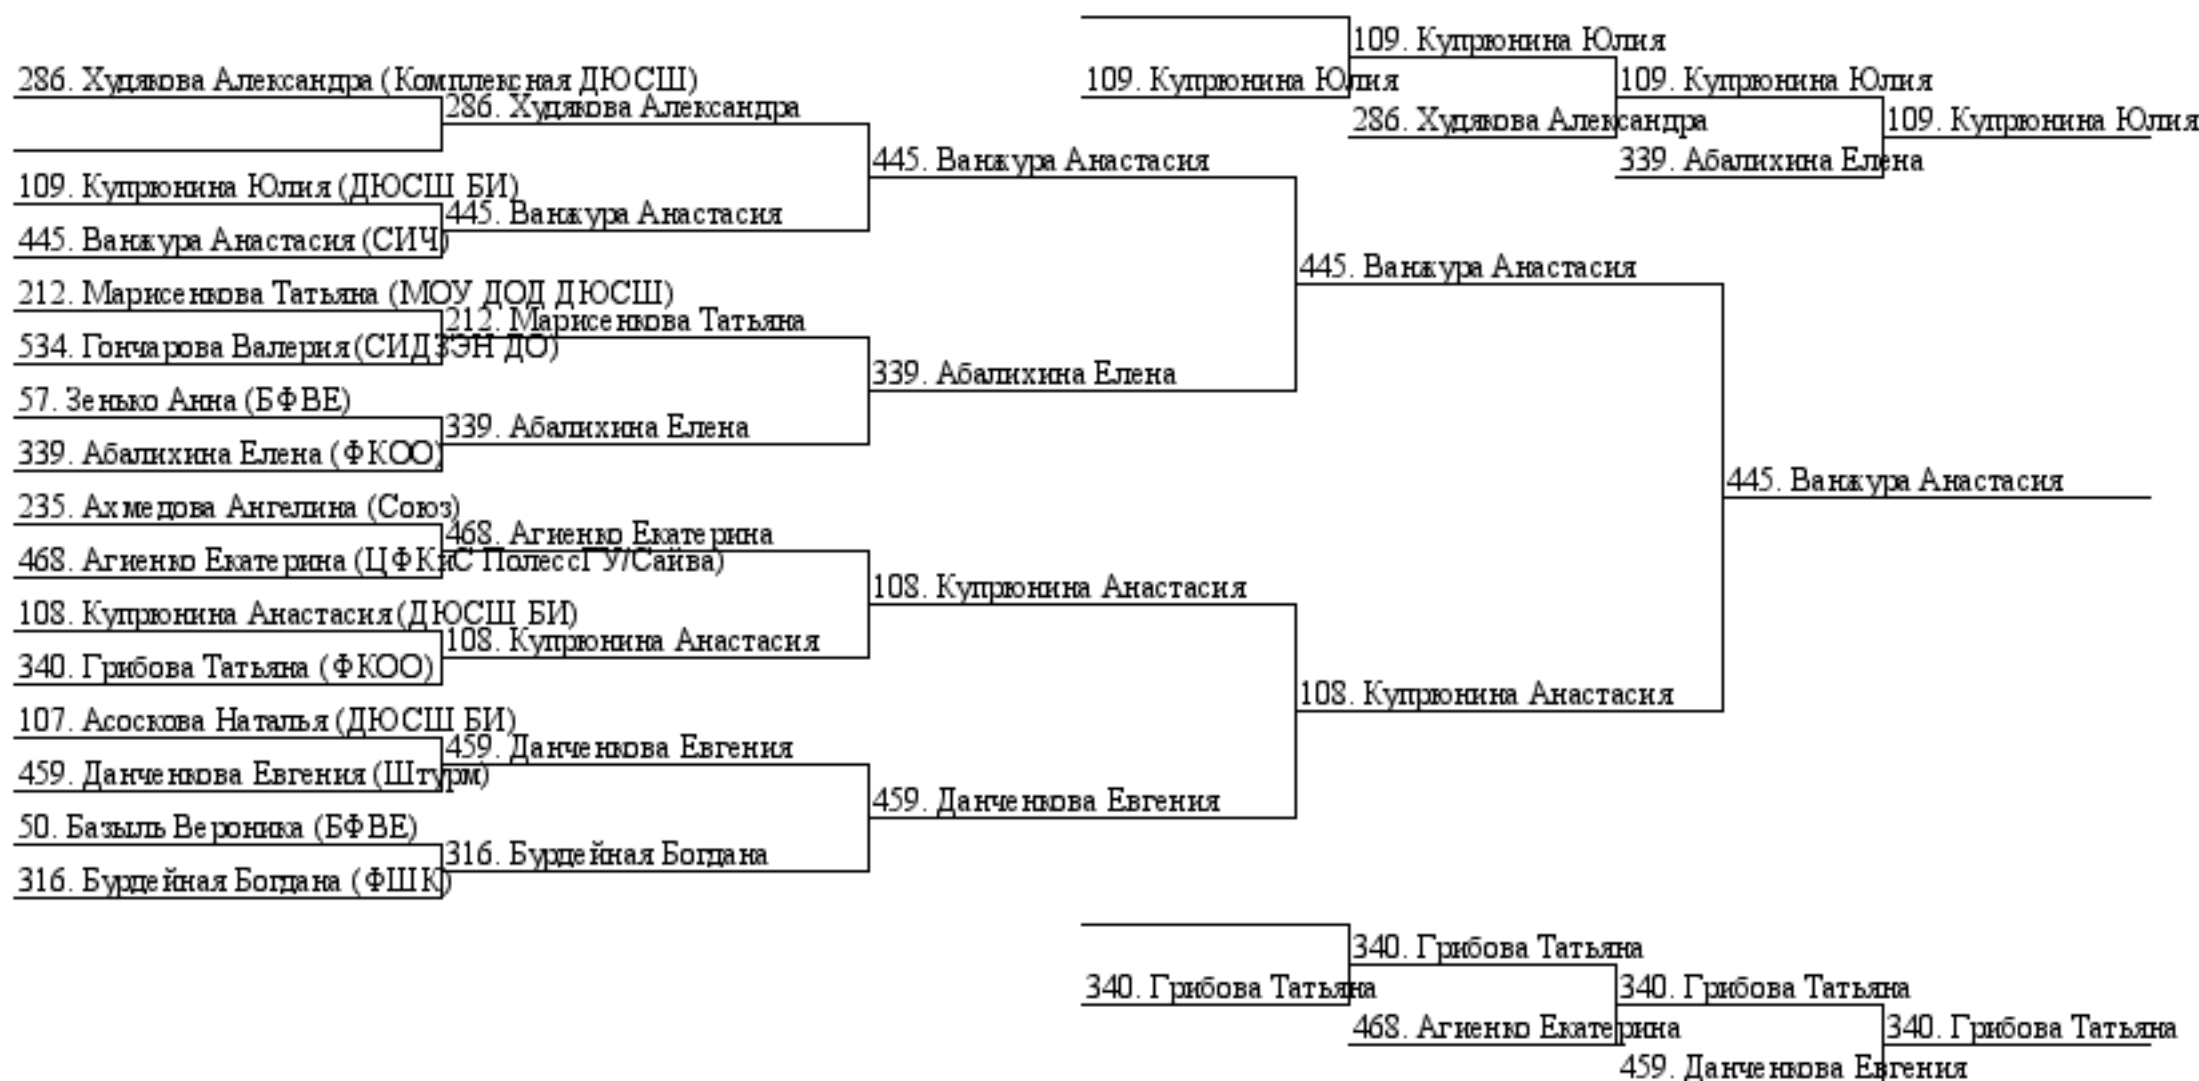 286. Худякова Александра (Комплексная ДЮСШ)
109. Купрюнина Юлия (ДЮСШ БИ)
445. Ванжура Анастасия (СИЧ)
212. Марисенкова Татьяна (МОУ ДОД ДЮСШ)
534. Гончарова Валерия (СИДЗЭН ДО)
57. Зенько Анна (БФВЕ)
339. Абалихина Елена (ФКОО)
235. Ахмедова Ангелина (Союз)
468. Агиенко Екатерина (ЦФКиС ПолессГУ/Сайва)
108. Купрюнина Анастасия (ДЮСШ БИ)
340. Грибова Татьяна (ФКОО)
107. Асоскова Наталья (ДЮСШ БИ)
459. Данченкова Евгения (Штурм)
50. Базыль Вероника (БФВЕ)
316. Бурдейная Богдана (ФШК)
286. Худякова Александра
445. Ванжура Анастасия
212. Марисенкова Татьяна
339. Абалихина Елена
468. Агиенко Екатерина
108. Купрюнина Анастасия
459. Данченкова Евгения
316. Бурдейная Богдана
445. Ванжура Анастасия
339. Абалихина Елена
108. Купрюнина Анастасия
459. Данченкова Евгения
445. Ванжура Анастасия
108. Купрюнина Анастасия
445. Ванжура Анастасия
109. Купрюнина Юлия
109. Купрюнина Юлия
286. Худякова Александра
109. Купрюнина Юлия
339. Абалихина Елена
109. Купрюнина Юлия
340. Грибова Татьяна
340. Грибова Татьяна
468. Агиенко Екатерина
340. Грибова Татьяна
459. Данченкова Евгения
340. Грибова Татьяна